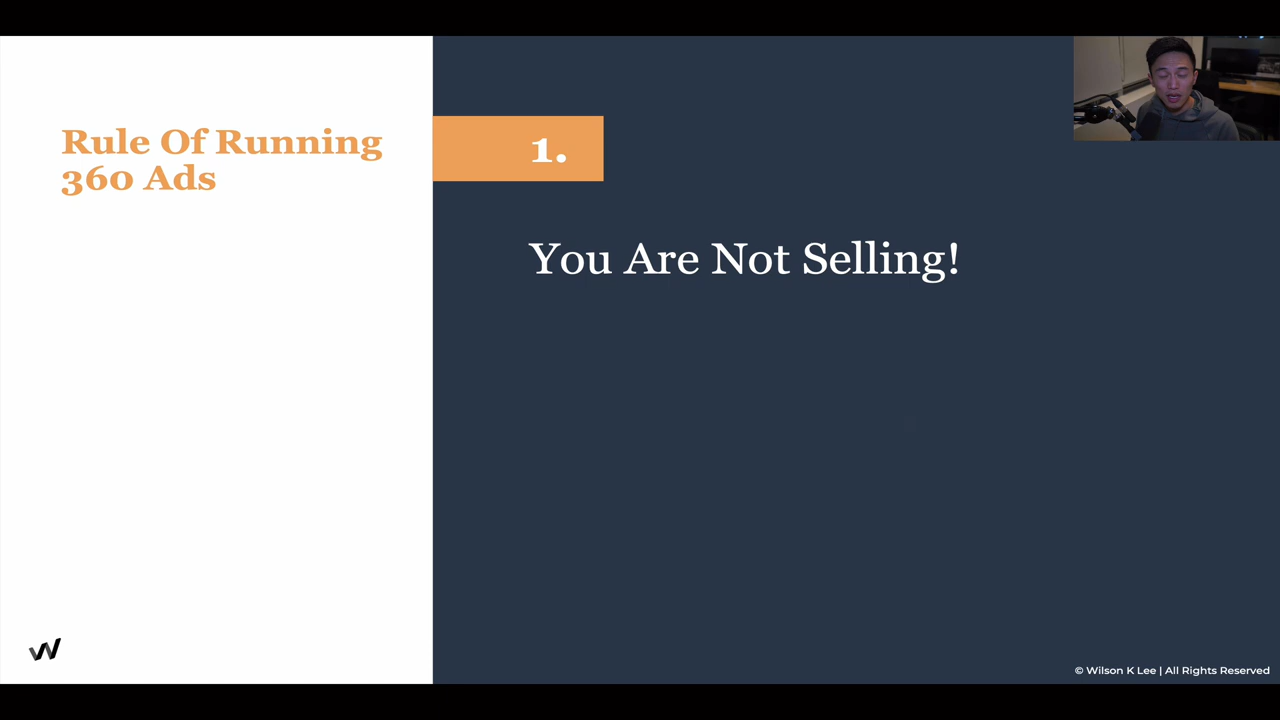 Rule Of Running
360 Ads
1.
You Are Not Selling!
© Wilson K Lee | All Rights Reserved